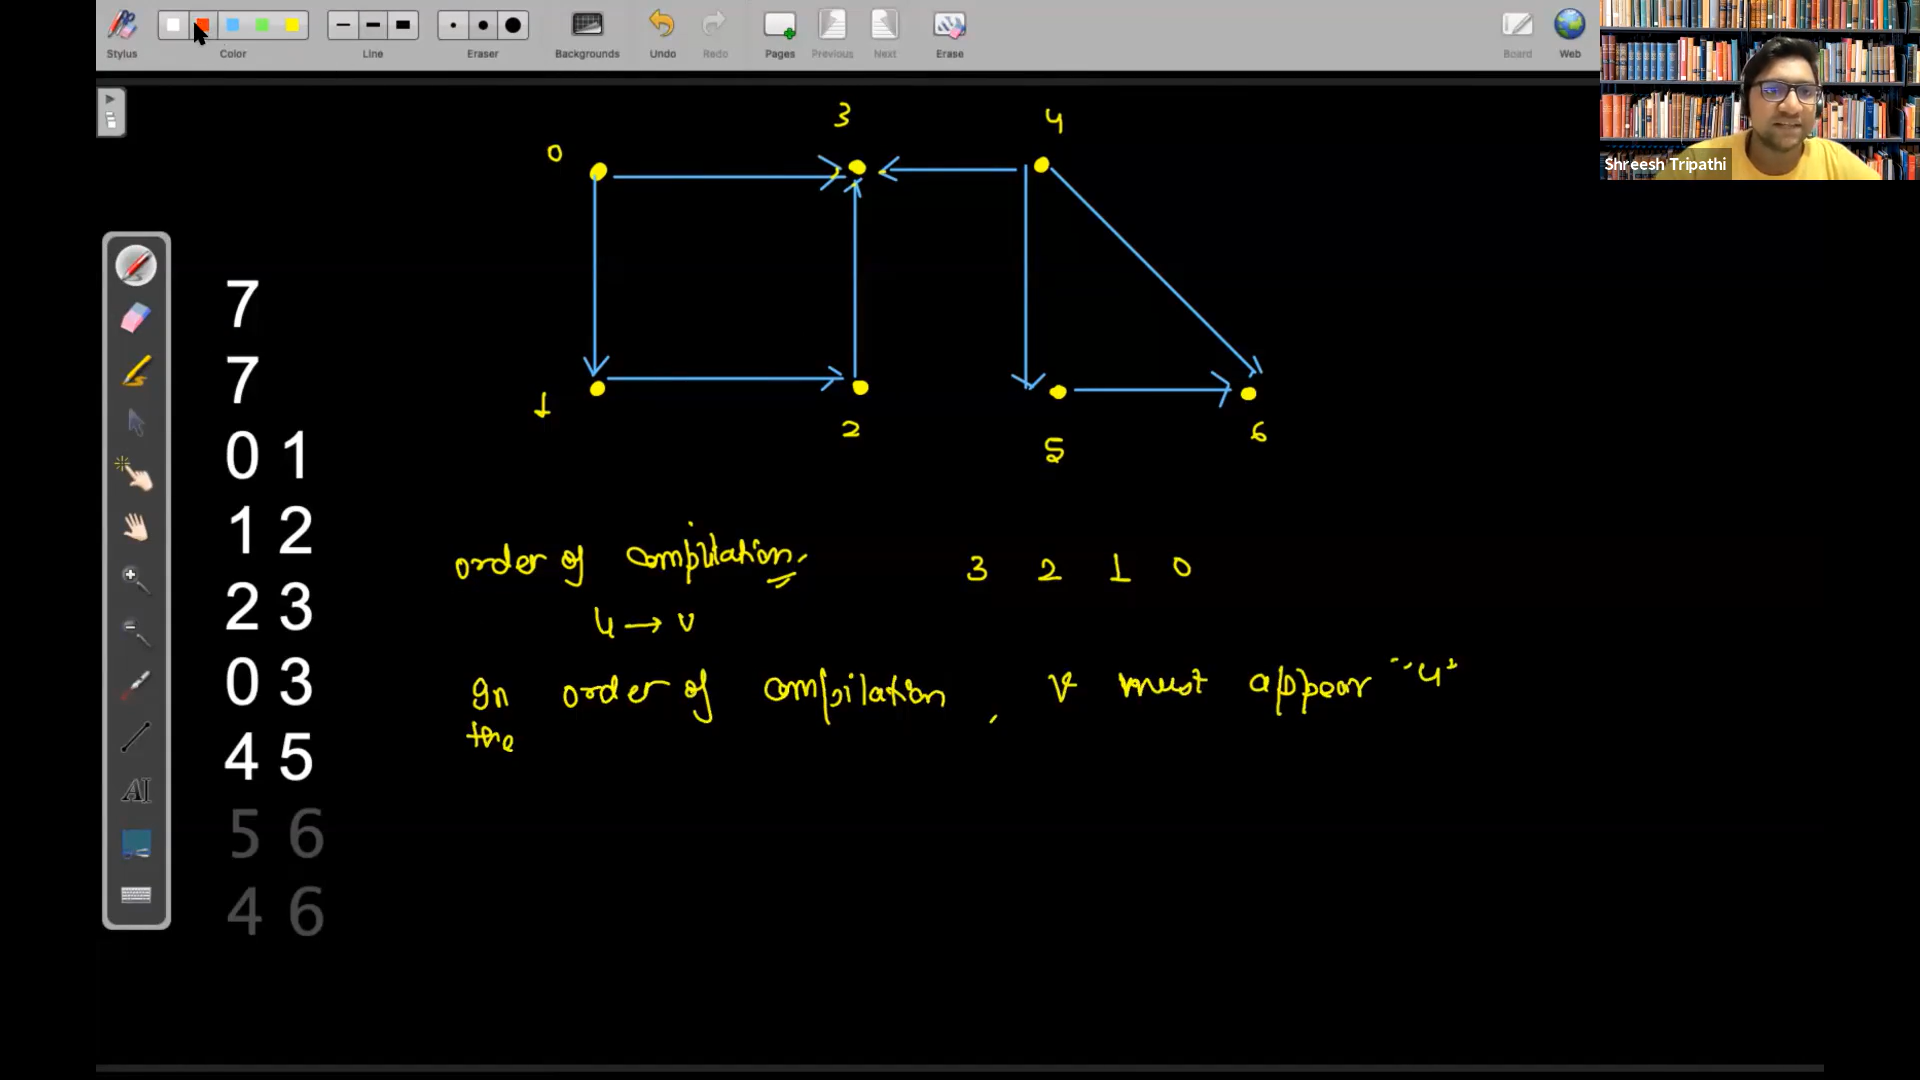 Stylus Color Line Eraser Backgrounds Undo Redo Pages Previous Next Erase Board Web
Shreesh Tripathi
3
4
0
1
2
5
6
7
7
0 1
1 2
2 3
0 3
4 5
5 6
4 6
order of compilation. 3 2 1 0
u → v
In order of compilation, v must appear "u"
the
AI